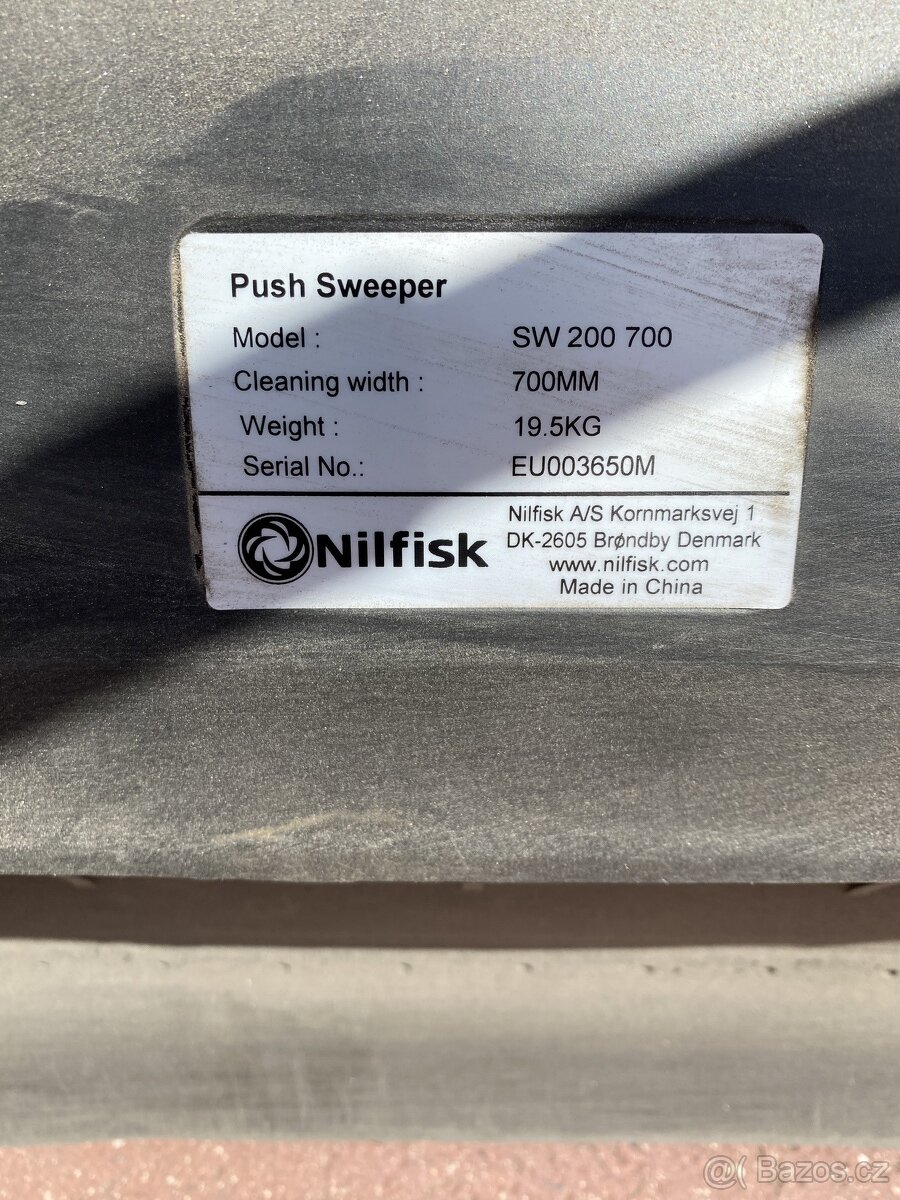 Push Sweeper
Model : SW 200 700
Cleaning width : 700MM
Weight : 19.5KG
Serial No.: EU003650M
Nilfisk
Nilfisk A/S Kornmarksvej 1
DK-2605 Brøndby Denmark
www.nilfisk.com
Made in China
@( Bazos.cz